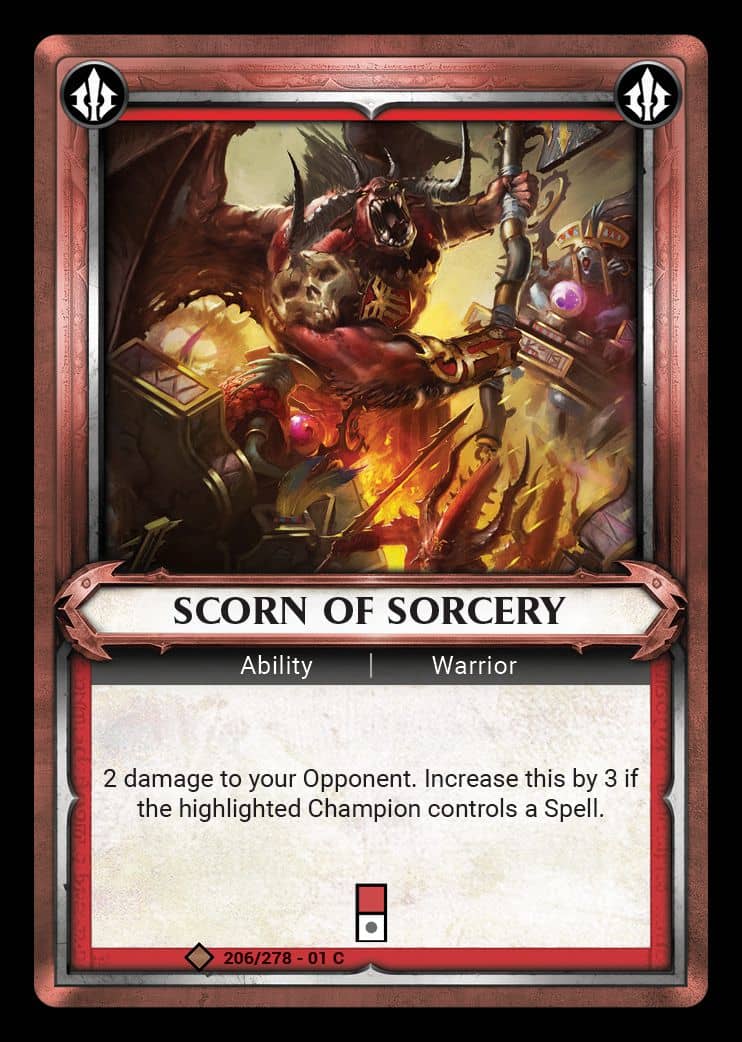 SCORN OF SORCERY
Ability | Warrior
2 damage to your Opponent. Increase this by 3 if
the highlighted Champion controls a Spell.
206/278 - 01 C